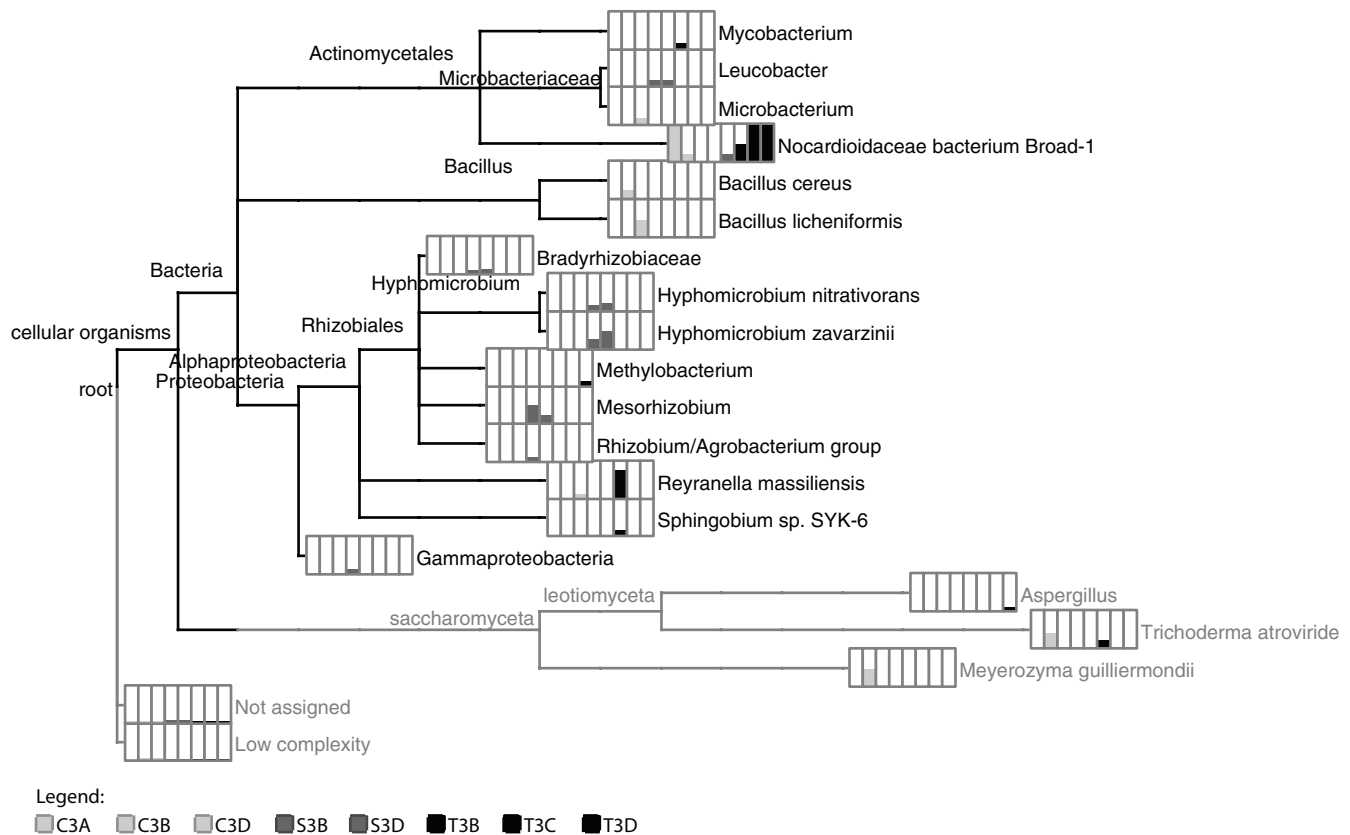 Mycobacterium
Actinomycetales
Leucobacter
Microbacteriaceae
Microbacterium
Nocardioidaceae bacterium Broad-1
Bacillus
Bacillus cereus
Bacillus licheniformis
Bradyrhizobiaceae
Bacteria
Hyphomicrobium
Hyphomicrobium nitrativorans
Rhizobiales
cellular organisms
Hyphomicrobium zavarzinii
Alphaproteobacteria
Methylobacterium
Proteobacteria
root
Mesorhizobium
Rhizobium/Agrobacterium group
Reyranella massiliensis
Sphingobium sp. SYK-6
Gammaproteobacteria
leotiomyceta
Aspergillus
saccharomyceta
Trichoderma atroviride
Meyerozyma guilliermondii
Not assigned
Low complexity
Legend:
C3A C3B C3D S3B S3D T3B T3C T3D